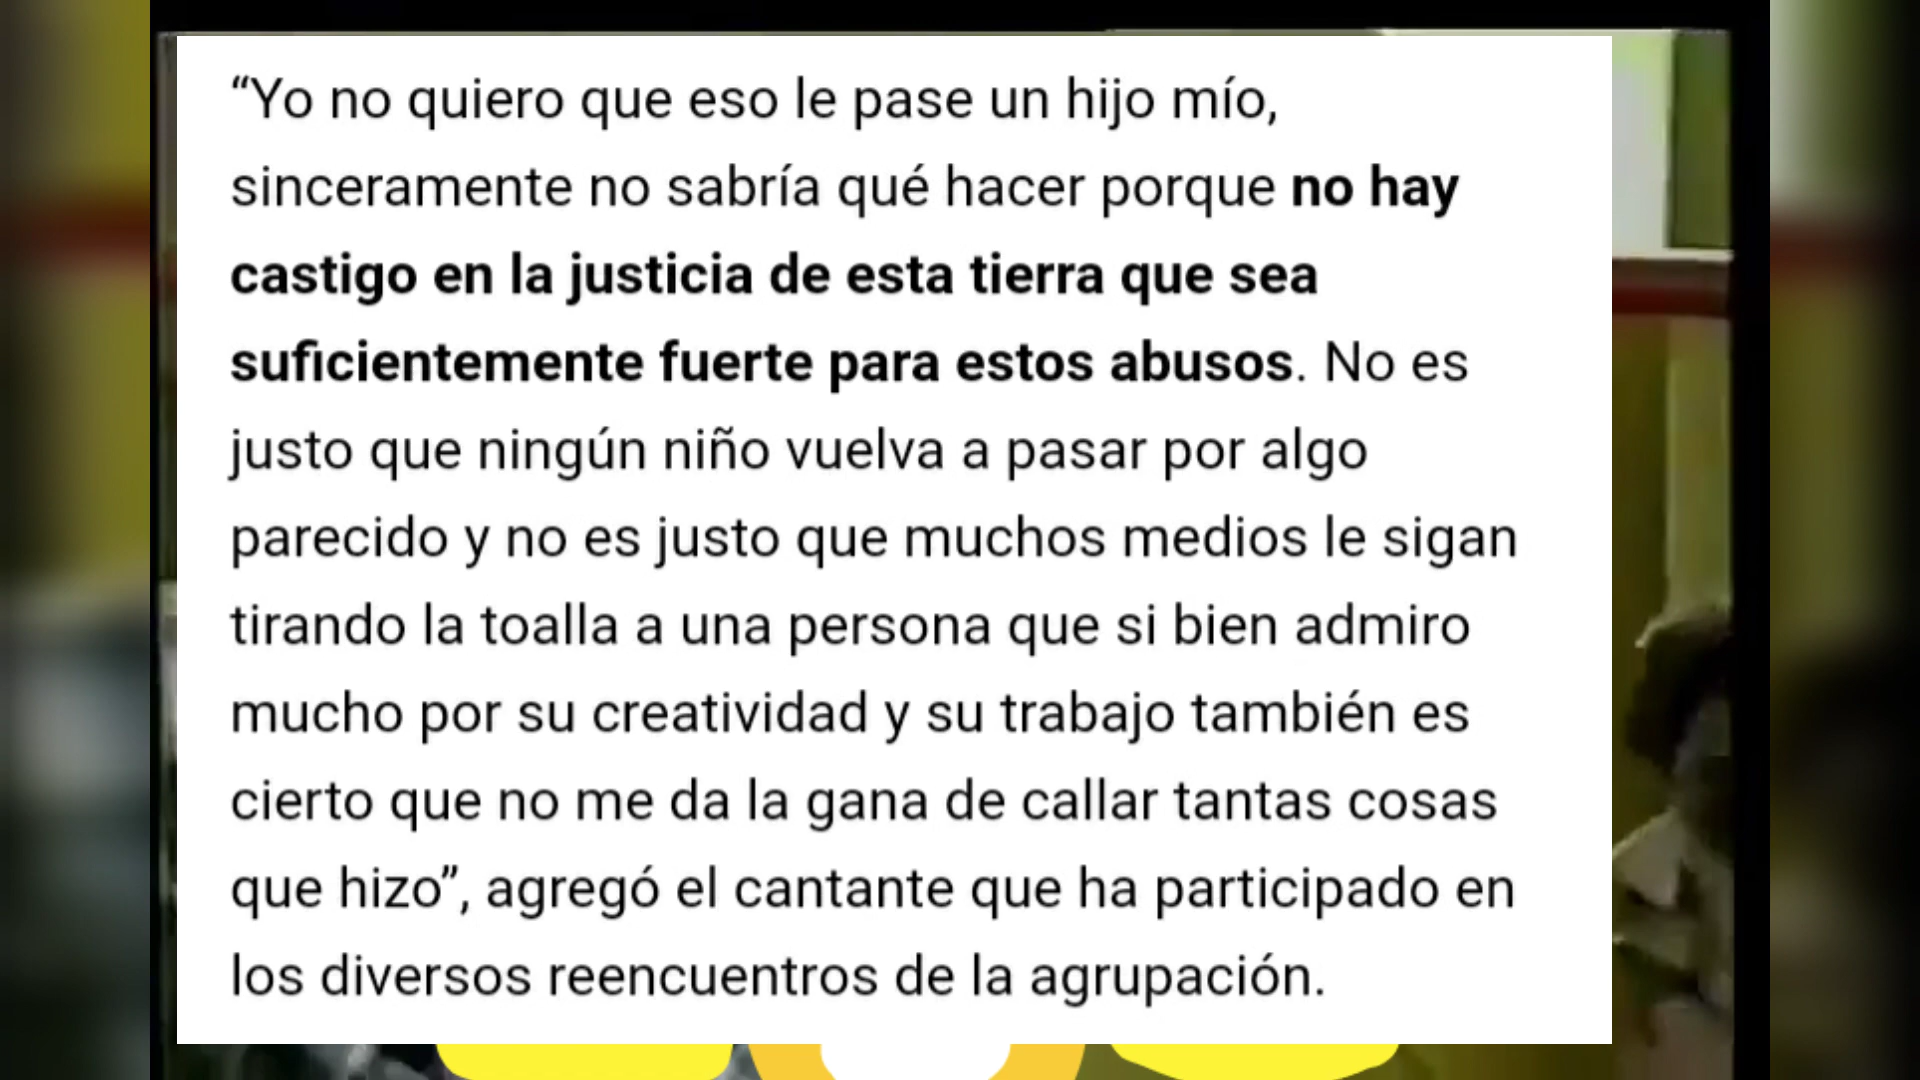 “Yo no quiero que eso le pase un hijo mío,
sinceramente no sabría qué hacer porque no hay
castigo en la justicia de esta tierra que sea
suficientemente fuerte para estos abusos. No es
justo que ningún niño vuelva a pasar por algo
parecido y no es justo que muchos medios le sigan
tirando la toalla a una persona que si bien admiro
mucho por su creatividad y su trabajo también es
cierto que no me da la gana de callar tantas cosas
que hizo”, agregó el cantante que ha participado en
los diversos reencuentros de la agrupación.